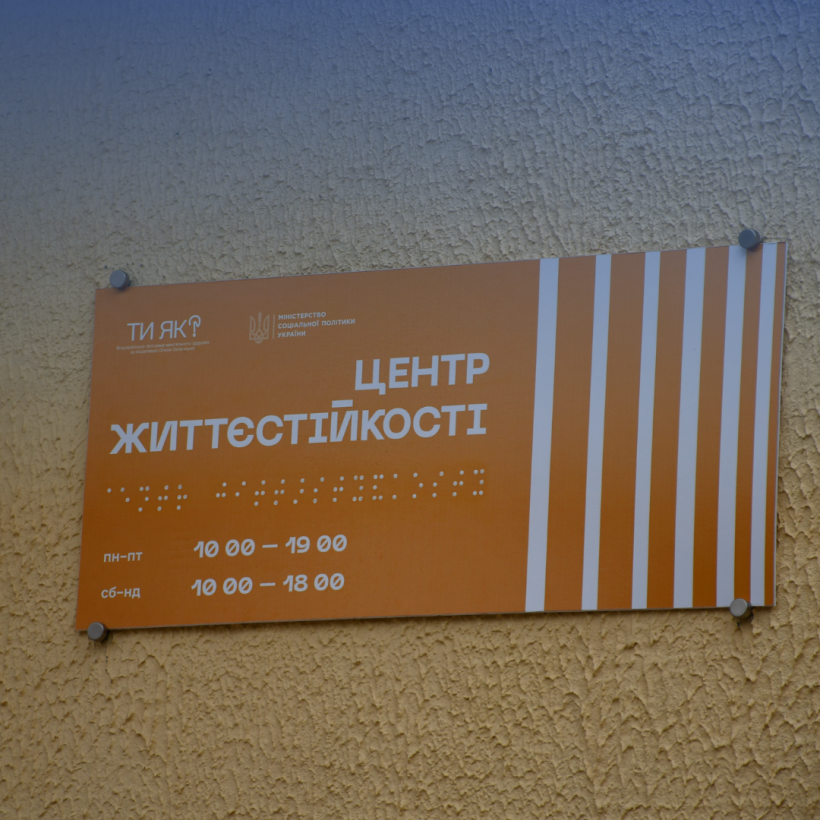 ТИ ЯК?
МІНІСТЕРСТВО
СОЦІАЛЬНОЇ ПОЛІТИКИ
УКРАЇНИ
ЦЕНТР
ЖИТТЄСТІЙКОСТІ
пн–пт 10 00 — 19 00
сб–нд 10 00 — 18 00